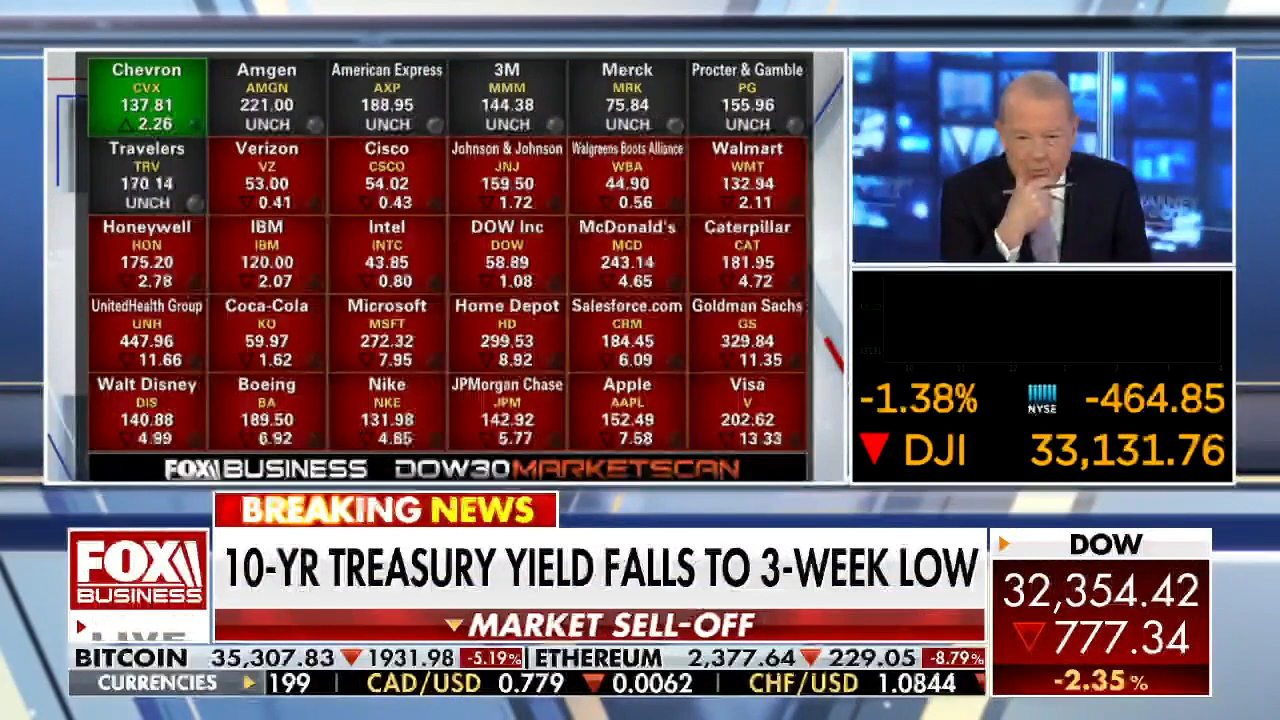 Chevron
CVX
137.81
2.26
Amgen
AMGN
221.00
UNCH
American Express
AXP
188.95
UNCH
3M
MMM
144.38
UNCH
Merck
MRK
75.84
UNCH
Procter & Gamble
PG
155.96
UNCH
Travelers
TRV
170.14
UNCH
Verizon
VZ
53.00
0.41
Cisco
CSCO
54.02
0.43
Johnson & Johnson
JNJ
159.50
1.72
Walgreens Boots Alliance
WBA
44.90
0.56
Walmart
WMT
132.94
2.11
Honeywell
HON
175.20
2.78
IBM
IBM
120.00
2.07
Intel
INTC
43.85
0.80
DOW Inc
DOW
58.89
1.08
McDonald's
MCD
243.14
4.65
Caterpillar
CAT
181.95
4.72
UnitedHealth Group
UNH
447.96
11.66
Coca-Cola
KO
59.97
1.62
Microsoft
MSFT
272.32
7.95
Home Depot
HD
299.53
8.92
Salesforce.com
CRM
184.45
6.09
Goldman Sachs
GS
329.84
11.35
Walt Disney
DIS
140.88
4.99
Boeing
BA
189.50
6.92
Nike
NKE
131.98
4.85
JPMorgan Chase
JPM
142.92
5.77
Apple
AAPL
152.49
7.58
Visa
V
202.62
13.33
FOX BUSINESS DOW30MARKETSCAN
-1.38% NYSE -464.85
DJI 33,131.76
BREAKING NEWS
FOX BUSINESS
10-YR TREASURY YIELD FALLS TO 3-WEEK LOW
MARKET SELL-OFF
DOW
32,354.42
777.34
-2.35%
BITCOIN 35,307.83 1931.98 -5.19% ETHEREUM 2,377.64 229.05 -8.79%
CURRENCIES 199 CAD/USD 0.779 0.0062 CHF/USD 1.0844